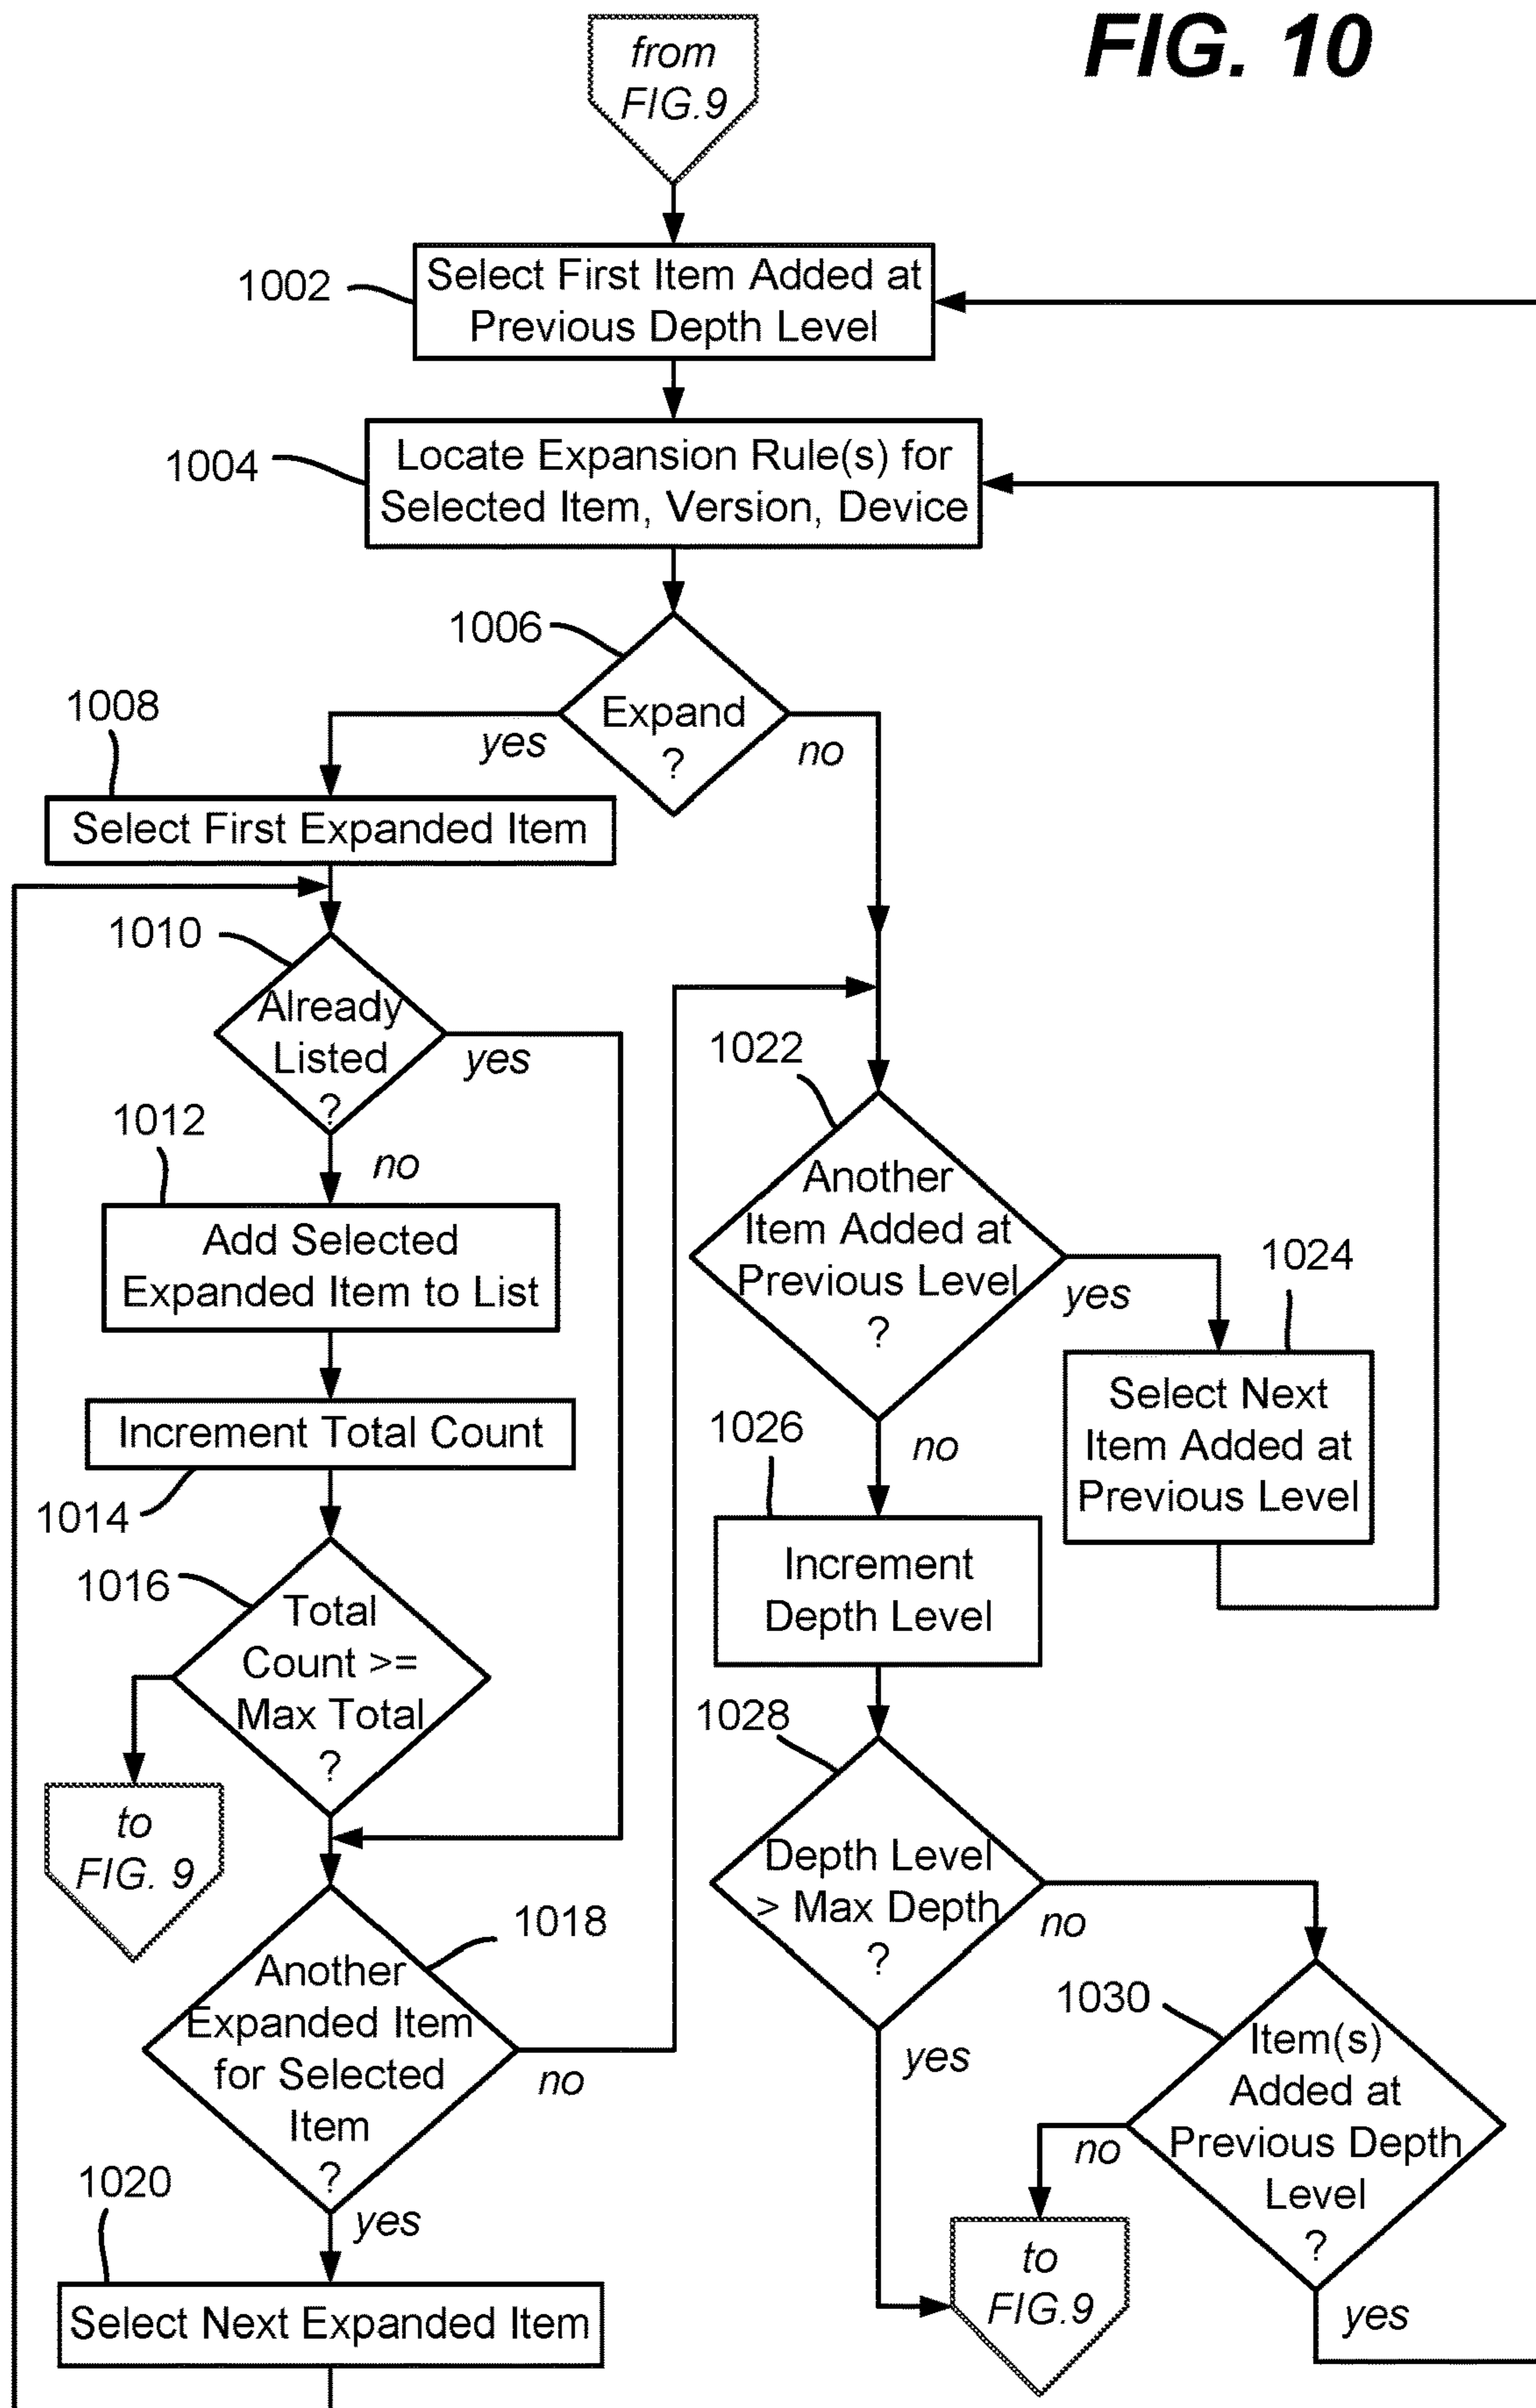 FIG. 10
from
FIG.9
1002
Select First Item Added at
Previous Depth Level
1004
Locate Expansion Rule(s) for
Selected Item, Version, Device
1006
Expand
?
yes
no
1008
Select First Expanded Item
1010
Already
Listed
?
yes
no
1012
Add Selected
Expanded Item to List
Increment Total Count
1014
1016
Total
Count >=
Max Total
?
to
FIG. 9
1018
Another
Expanded Item
for Selected
Item
?
no
yes
1020
Select Next Expanded Item
1022
Another
Item Added at
Previous Level
?
yes
no
1024
Select Next
Item Added at
Previous Level
1026
Increment
Depth Level
1028
Depth Level
> Max Depth
?
no
yes
1030
Item(s)
Added at
Previous Depth
Level
?
no
yes
to
FIG.9